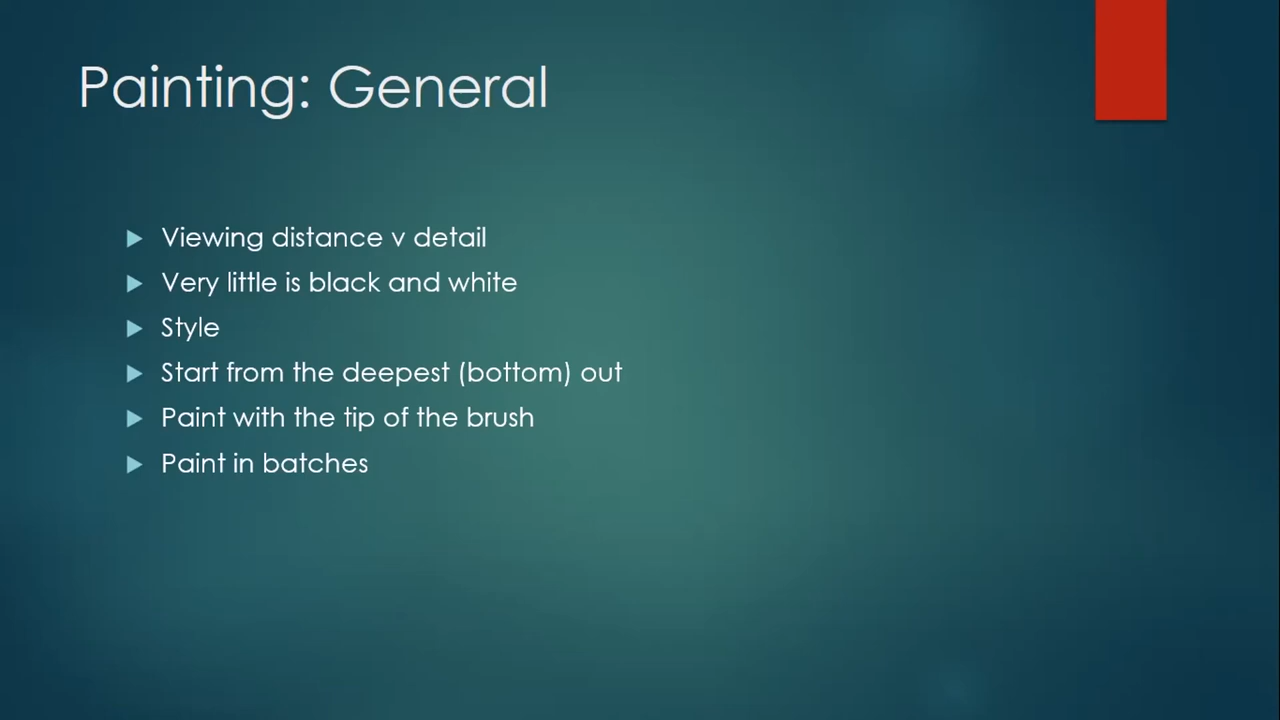 Painting: General
Viewing distance v detail
Very little is black and white
Style
Start from the deepest (bottom) out
Paint with the tip of the brush
Paint in batches